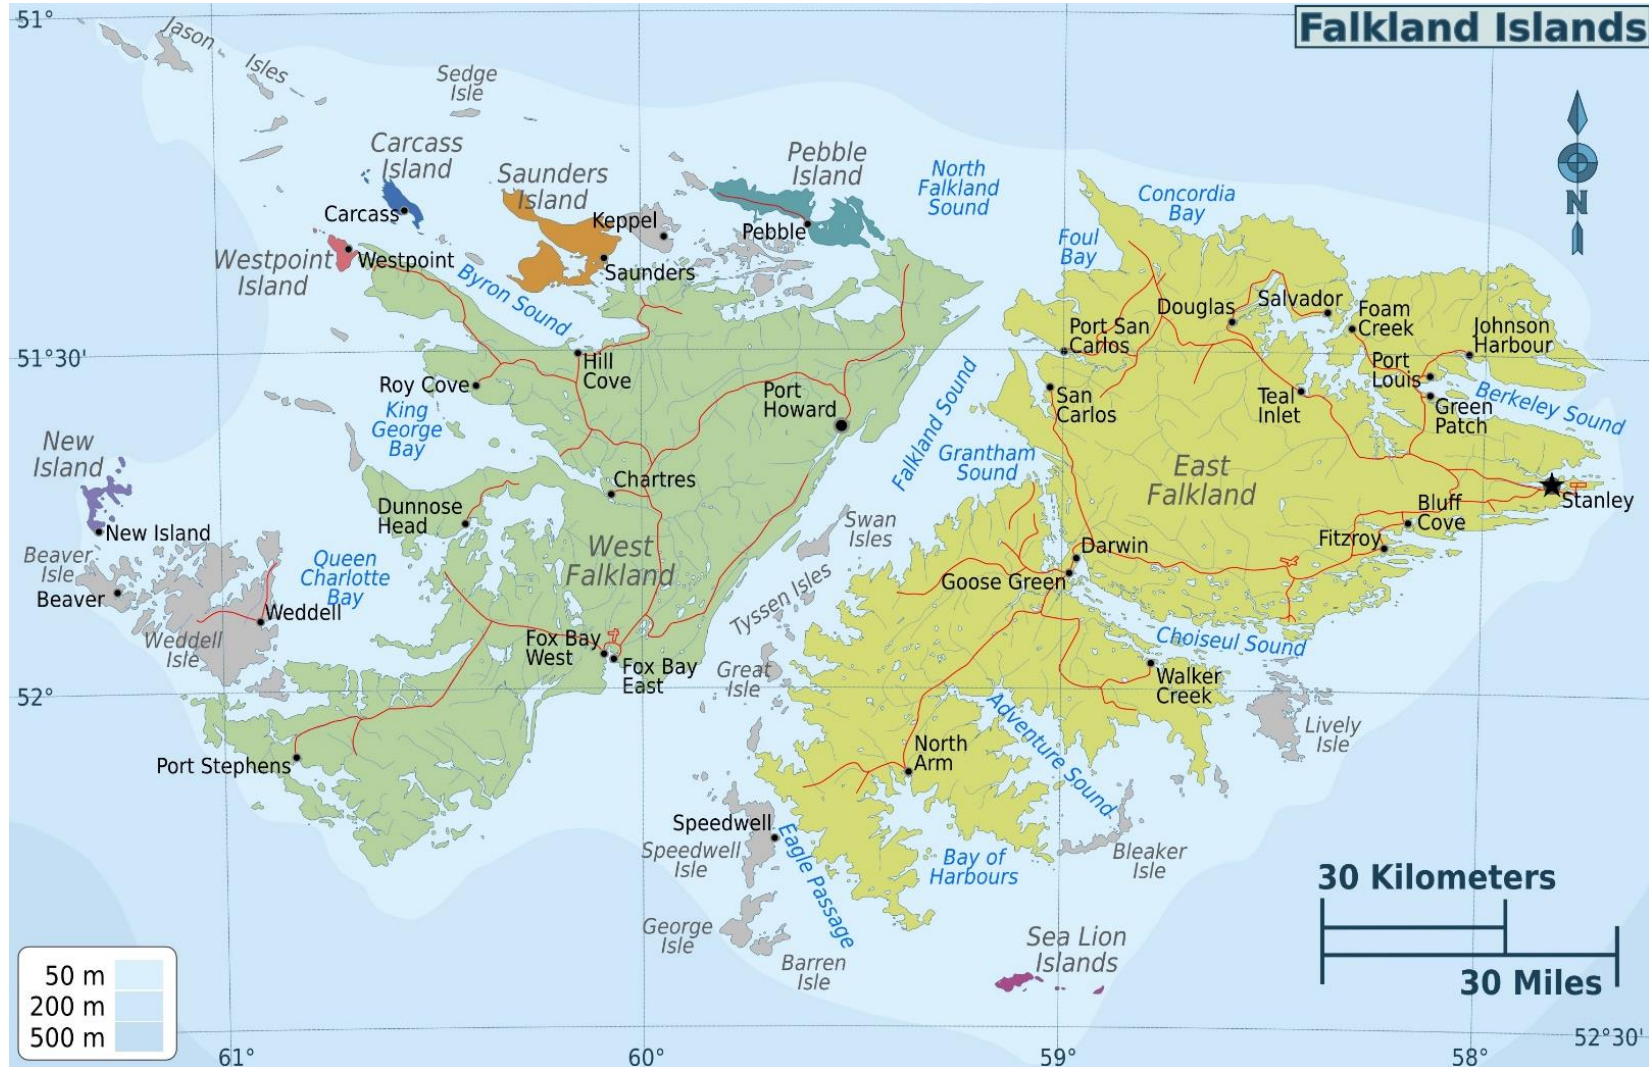 51°
Falkland Islands
Jason
Isles
Sedge
Isle
Carcass
Island
Saunders
Island
Pebble
Island
North
Falkland
Sound
Concordia
Bay
N
Carcass
Keppel
Pebble
Foul
Bay
Westpoint
Island
Westpoint
Byron Sound
Saunders
Douglas
Salvador
Foam
Creek
Port San
Carlos
Johnson
Harbour
51°30'
Hill
Cove
Roy Cove
Port
Howard
Falkland Sound
San
Carlos
Teal
Inlet
Port
Louis
Green
Patch
Berkeley Sound
King
George
Bay
New
Island
Grantham
Sound
East
Falkland
Chartres
Dunnose
Head
Stanley
Bluff
Cove
Fitzroy
New Island
Swan
Isles
West
Falkland
Darwin
Goose Green
Beaver
Isle
Beaver
Queen
Charlotte
Bay
Tyssen Isles
Weddell
Weddell
Isle
Fox Bay
West
Fox Bay
East
Choiseul Sound
Great
Isle
Walker
Creek
52°
Adventure Sound
Lively
Isle
North
Arm
Port Stephens
Speedwell
Speedwell
Isle
Eagle Passage
Bay of
Harbours
Bleaker
Isle
30 Kilometers
30 Miles
George
Isle
Barren
Isle
Sea Lion
Islands
50 m
200 m
500 m
52°30'
61°
60°
59°
58°